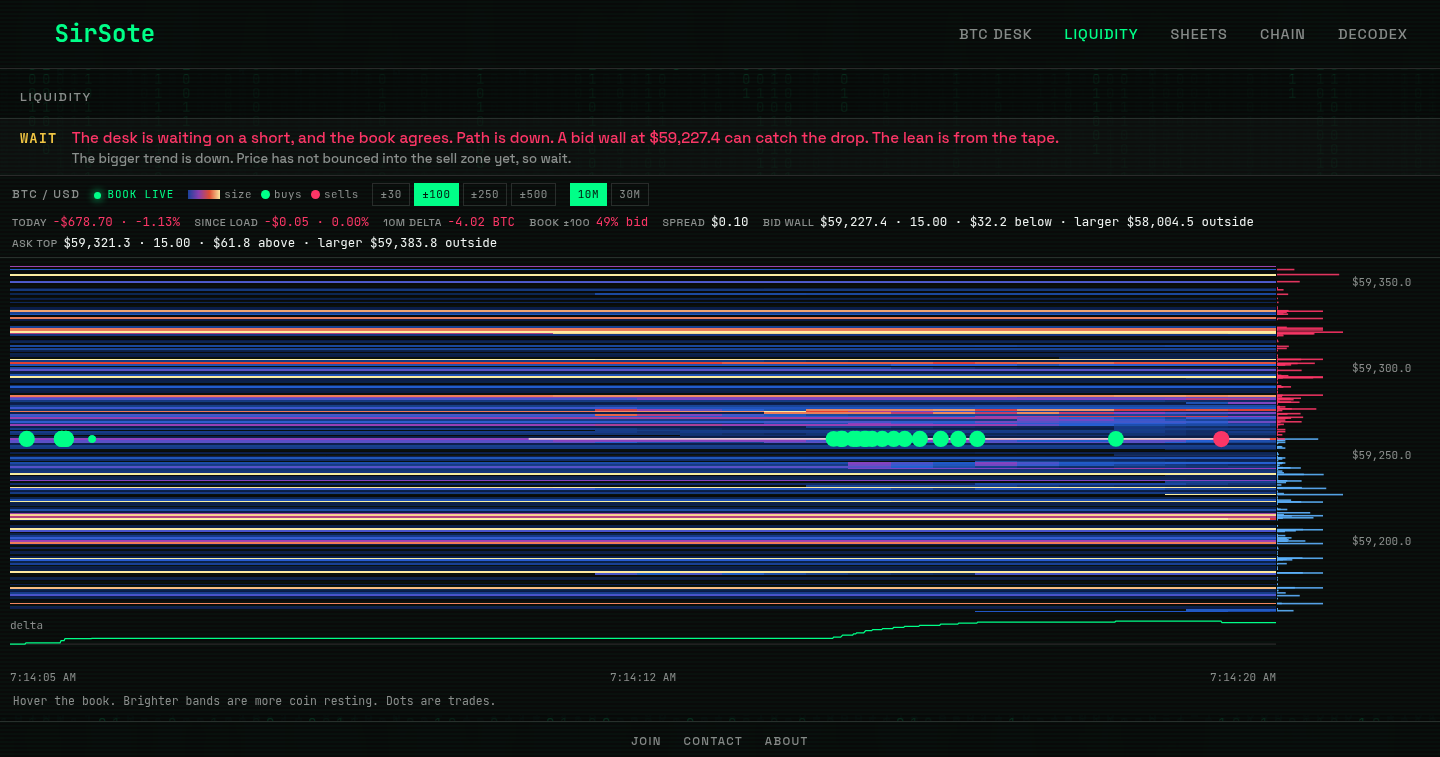 SirSote
BTC DESK LIQUIDITY SHEETS CHAIN DECODEX
LIQUIDITY
WAIT The desk is waiting on a short, and the book agrees. Path is down. A bid wall at $59,227.4 can catch the drop. The lean is from the tape.
The bigger trend is down. Price has not bounced into the sell zone yet, so wait.
BTC / USD BOOK LIVE size buys sells ±30 ±100 ±250 ±500 10M 30M
TODAY -$678.70 · -1.13% SINCE LOAD -$0.05 · 0.00% 10M DELTA -4.02 BTC BOOK ±100 49% bid SPREAD $0.10 BID WALL $59,227.4 · 15.00 · $32.2 below · larger $58,004.5 outside
ASK TOP $59,321.3 · 15.00 · $61.8 above · larger $59,383.8 outside
$59,350.0
$59,300.0
$59,250.0
$59,200.0
delta
7:14:05 AM 7:14:12 AM 7:14:20 AM
Hover the book. Brighter bands are more coin resting. Dots are trades.
JOIN CONTACT ABOUT